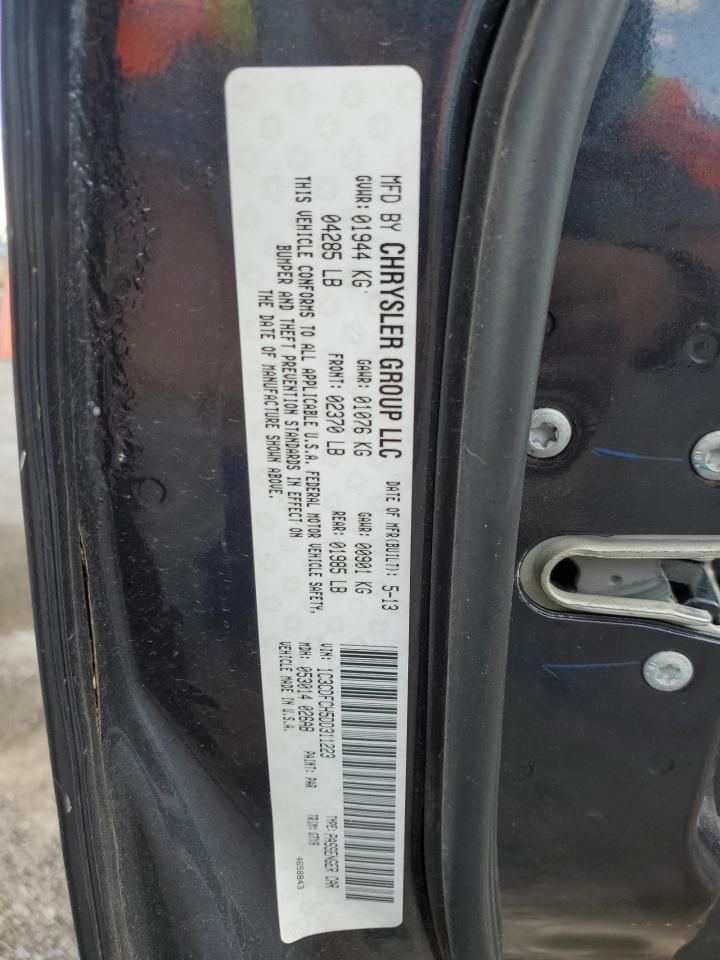 MFD BY CHRYSLER GROUP LLC DATE OF MFR(BUILT): 5-13
GVWR: 01944 KG GAWR: 01076 KG GAWR: 00901 KG
04285 LB FRONT: 02370 LB REAR: 01985 LB
THIS VEHICLE CONFORMS TO ALL APPLICABLE U.S.A. FEDERAL MOTOR VEHICLE SAFETY,
BUMPER AND THEFT PREVENTION STANDARDS IN EFFECT ON
THE DATE OF MANUFACTURE SHOWN ABOVE.
VIN: 1C3CDFCH5DD311223 TYPE: PASSENGER CAR
MDH: 053014 026AB PAINT: PAR TRIM:
VEHICLE MADE IN U.S.A. 4658943